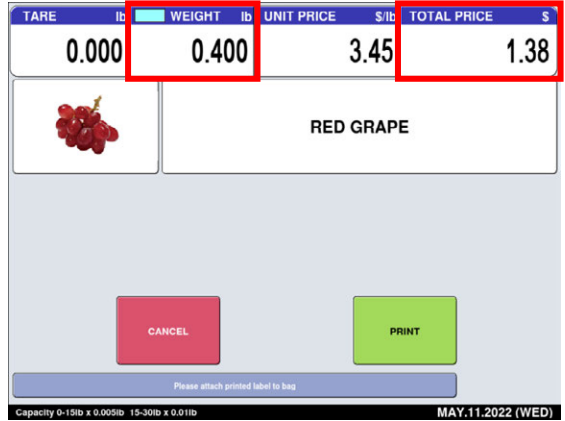 TARE lb WEIGHT lb UNIT PRICE $/lb TOTAL PRICE $
0.000 0.400 3.45 1.38
RED GRAPE
CANCEL PRINT
Please attach printed label to bag
Capacity 0-15lb x 0.005lb 15-30lb x 0.01lb MAY.11.2022 (WED)